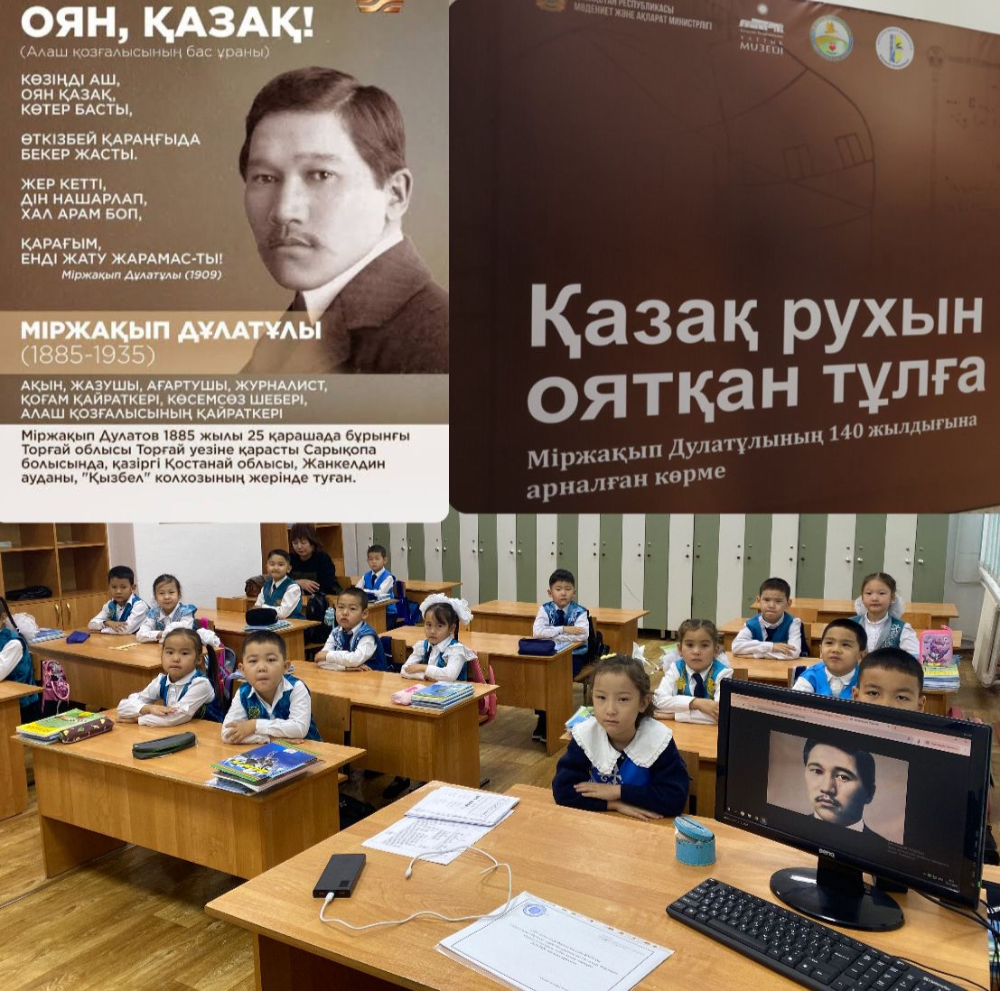 ОЯН, ҚАЗАҚ!
(Алаш қозғалысының бас ұраны)
КӨЗІҢДІ АШ,
ОЯН ҚАЗАҚ,
КӨТЕР БАСТЫ,
ӨТКІЗБЕЙ ҚАРАҢҒЫДА
БЕКЕР ЖАСТЫ.
ЖЕР КЕТТІ,
ДІН НАШАРЛАП,
ХАЛ АРАМ БОП,
ҚАРАҒЫМ,
ЕНДІ ЖАТУ ЖАРАМАС-ТЫ!
Міржақып Дұлатұлы (1909)
МІРЖАҚЫП ДҰЛАТҰЛЫ
(1885-1935)
АҚЫН, ЖАЗУШЫ, АҒАРТУШЫ, ЖУРНАЛИСТ,
ҚОҒАМ ҚАЙРАТКЕРІ, КӨСЕМСӨЗ ШЕБЕРІ,
АЛАШ ҚОЗҒАЛЫСЫНЫҢ ҚАЙРАТКЕРІ
Міржақып Дулатов 1885 жылы 25 қарашада бұрынғы
Торғай облысы Торғай уезіне қарасты Сарықопа
болысында, қазіргі Қостанай облысы, Жанкелдин
ауданы, "Қызбел" колхозының жерінде туған.
РЕСПУБЛИКАСЫ
МӘДЕНИЕТ ЖӘНЕ АҚПАРАТ МИНИСТРЛІГІ
ҰЛТТЫҚ
МУЗЕЙІ
Қазақ рухын
оятқан тұлға
Міржақып Дулатұлының 140 жылдығына
арналған көрме
BenQ